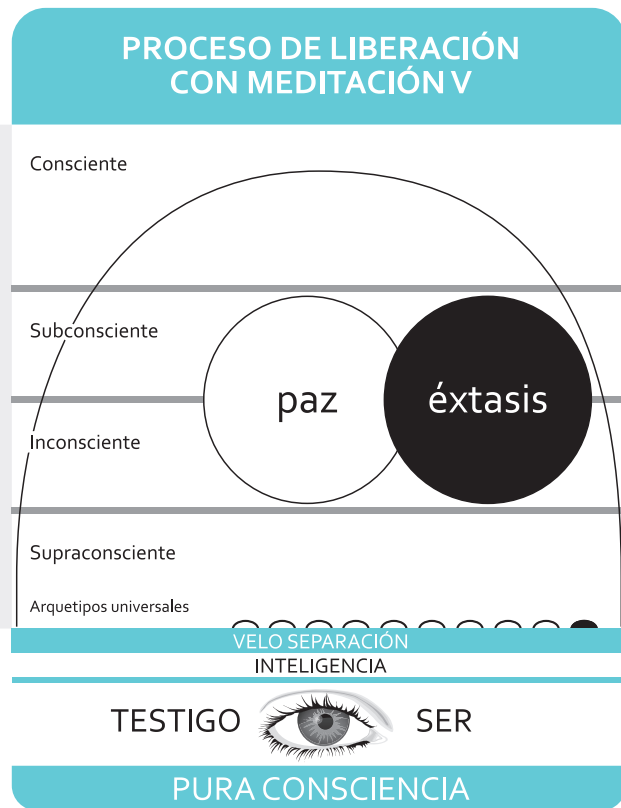 PROCESO DE LIBERACIÓN
CON MEDITACIÓN V
Consciente
Subconsciente
paz
éxtasis
Inconsciente
Supraconsciente
Arquetipos universales
VELO SEPARACIÓN
INTELIGENCIA
TESTIGO SER
PURA CONSCIENCIA